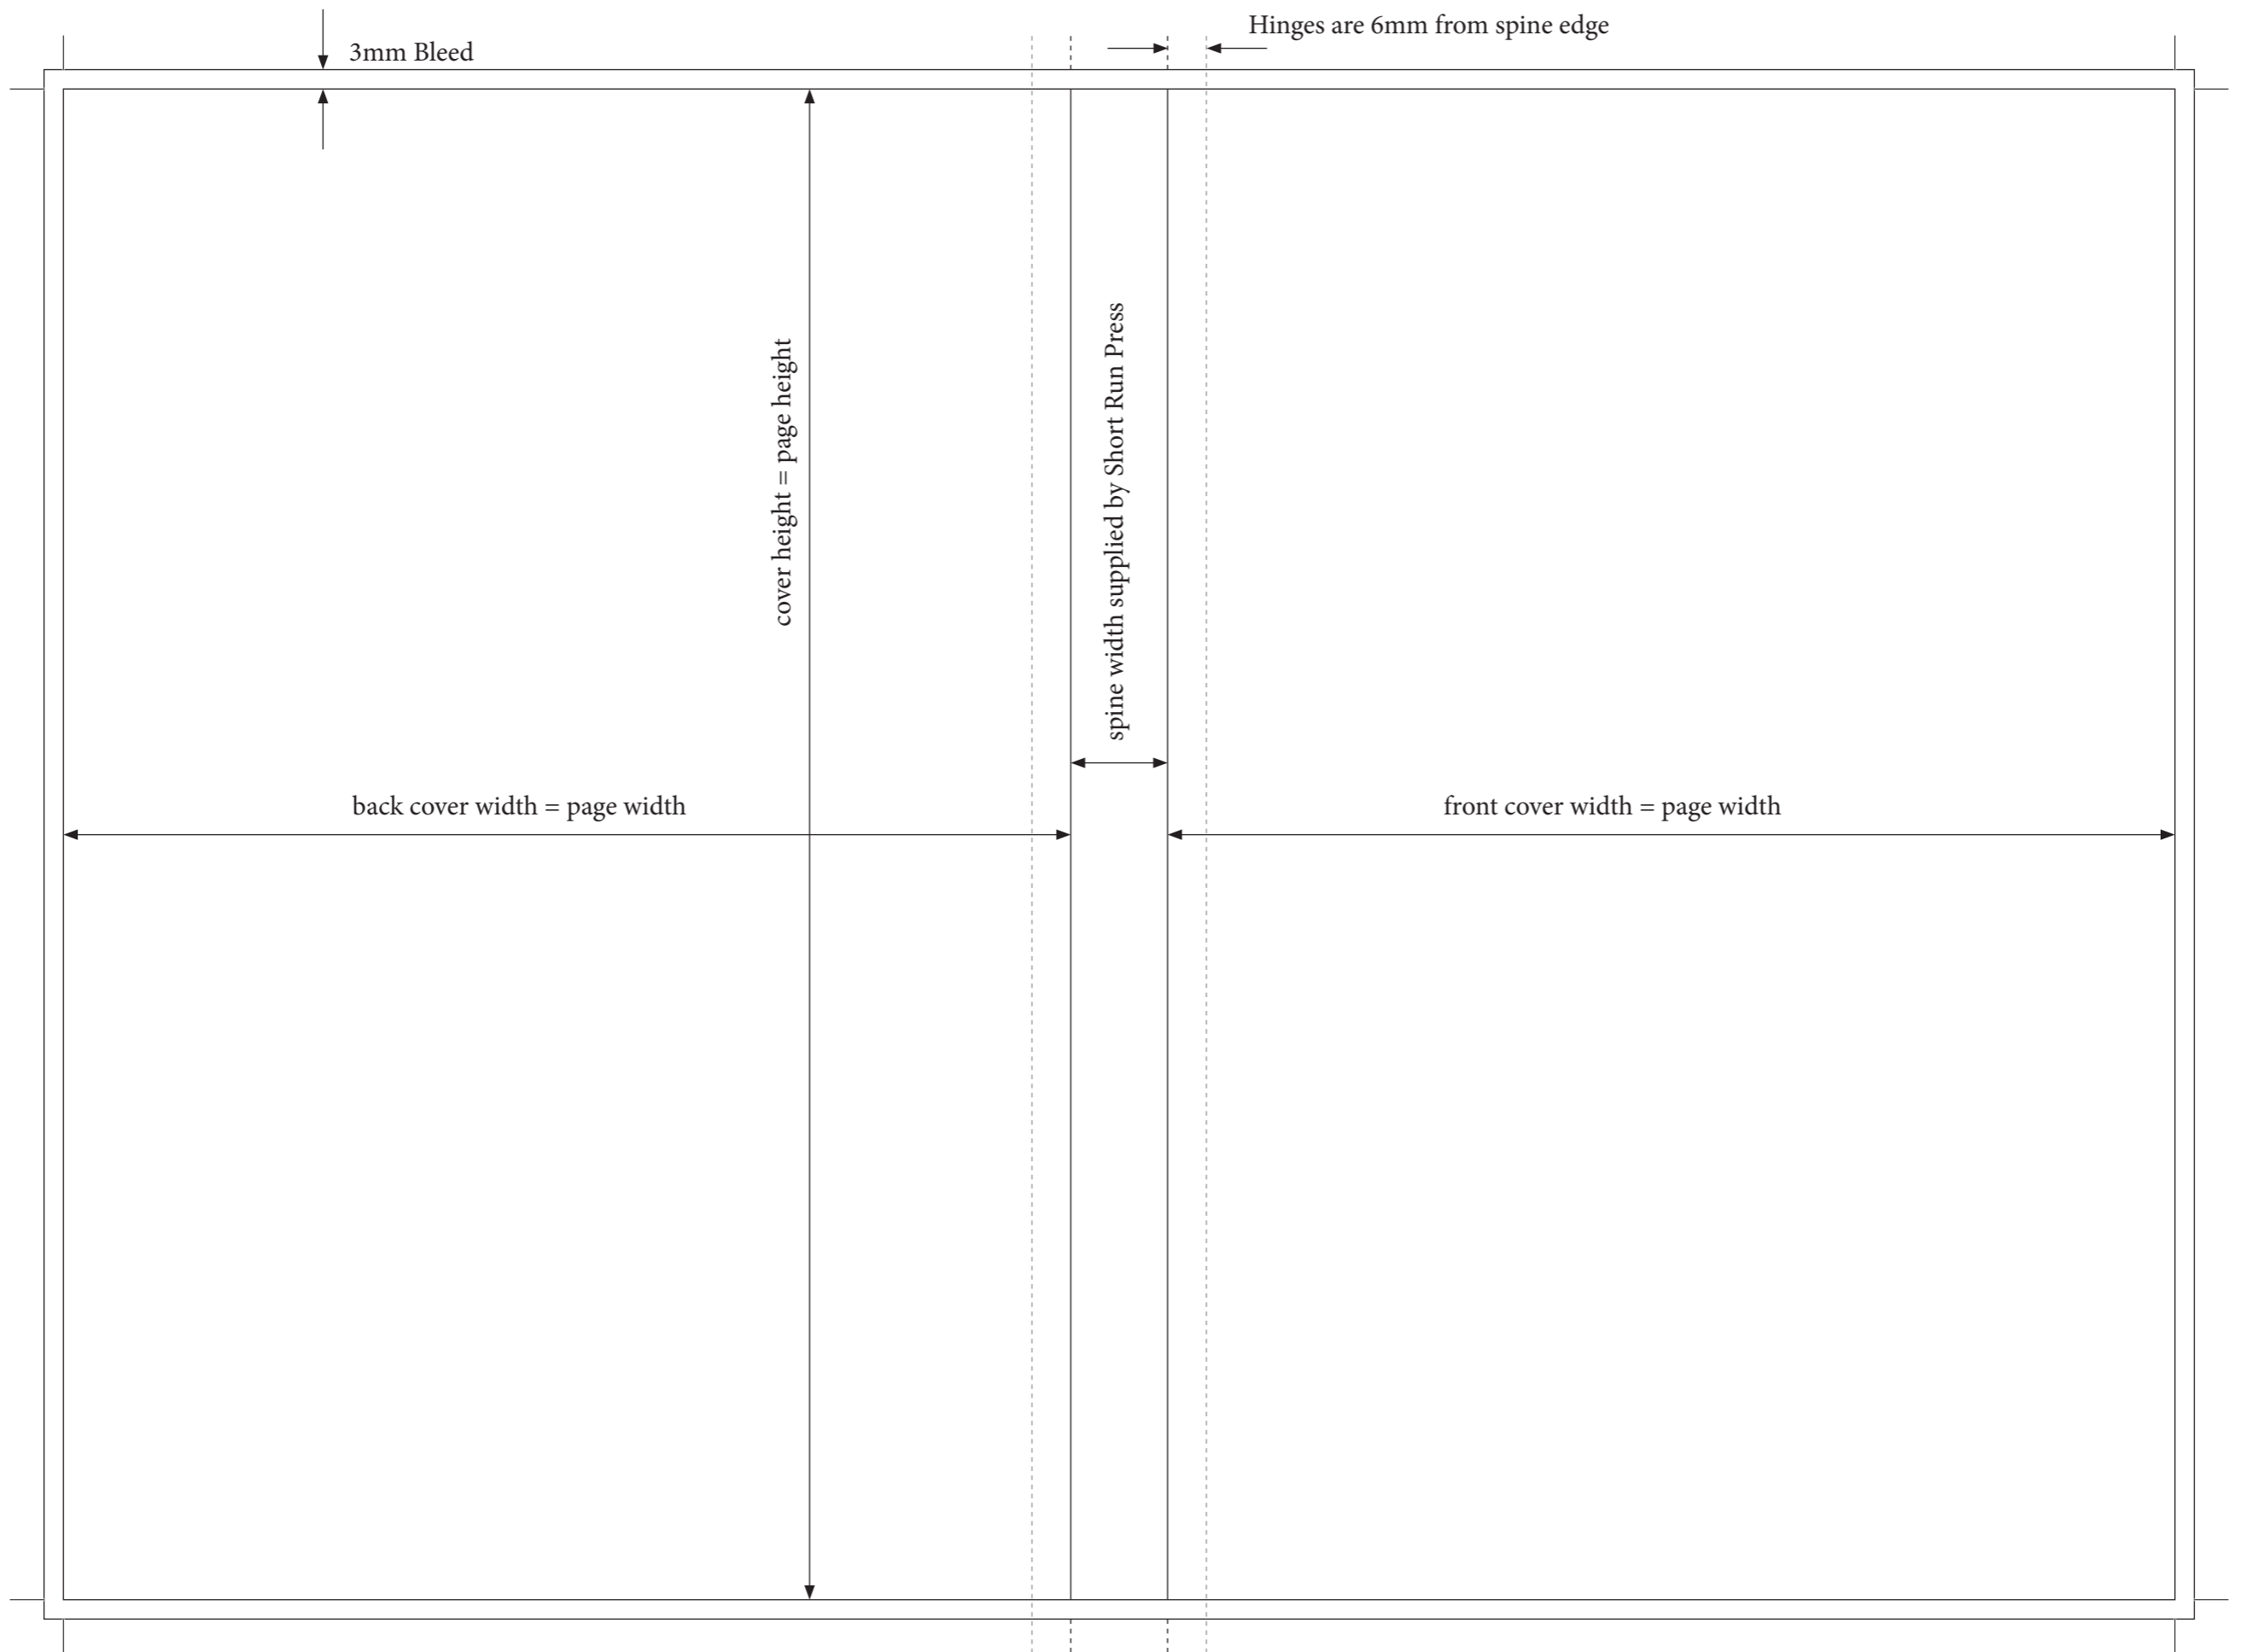 Hinges are 6mm from spine edge
3mm Bleed
cover height = page height
spine width supplied by Short Run Press
back cover width = page width
front cover width = page width